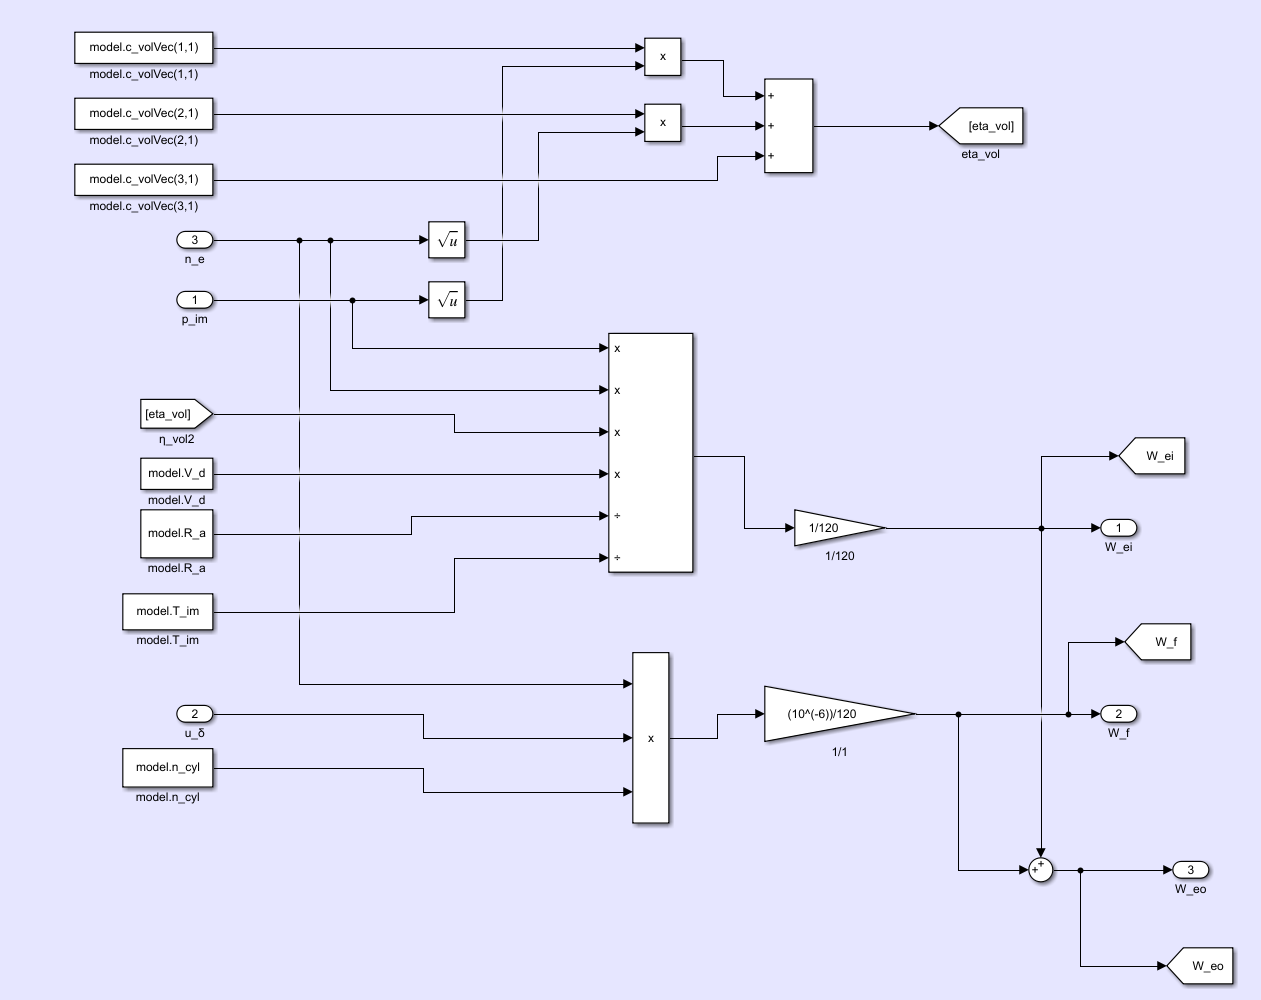 model.c_volVec(1,1)
model.c_volVec(1,1)
x
model.c_volVec(2,1)
model.c_volVec(2,1)
x
+
+
+
[eta_vol]
eta_vol
model.c_volVec(3,1)
model.c_volVec(3,1)
3
n_e
√u
1
p_im
√u
x
x
x
x
÷
÷
[eta_vol]
η_vol2
model.V_d
model.V_d
model.R_a
model.R_a
model.T_im
model.T_im
1/120
1/120
W_ei
1
W_ei
2
u_δ
model.n_cyl
model.n_cyl
x
(10^(-6))/120
1/1
W_f
2
W_f
+
+
3
W_eo
W_eo